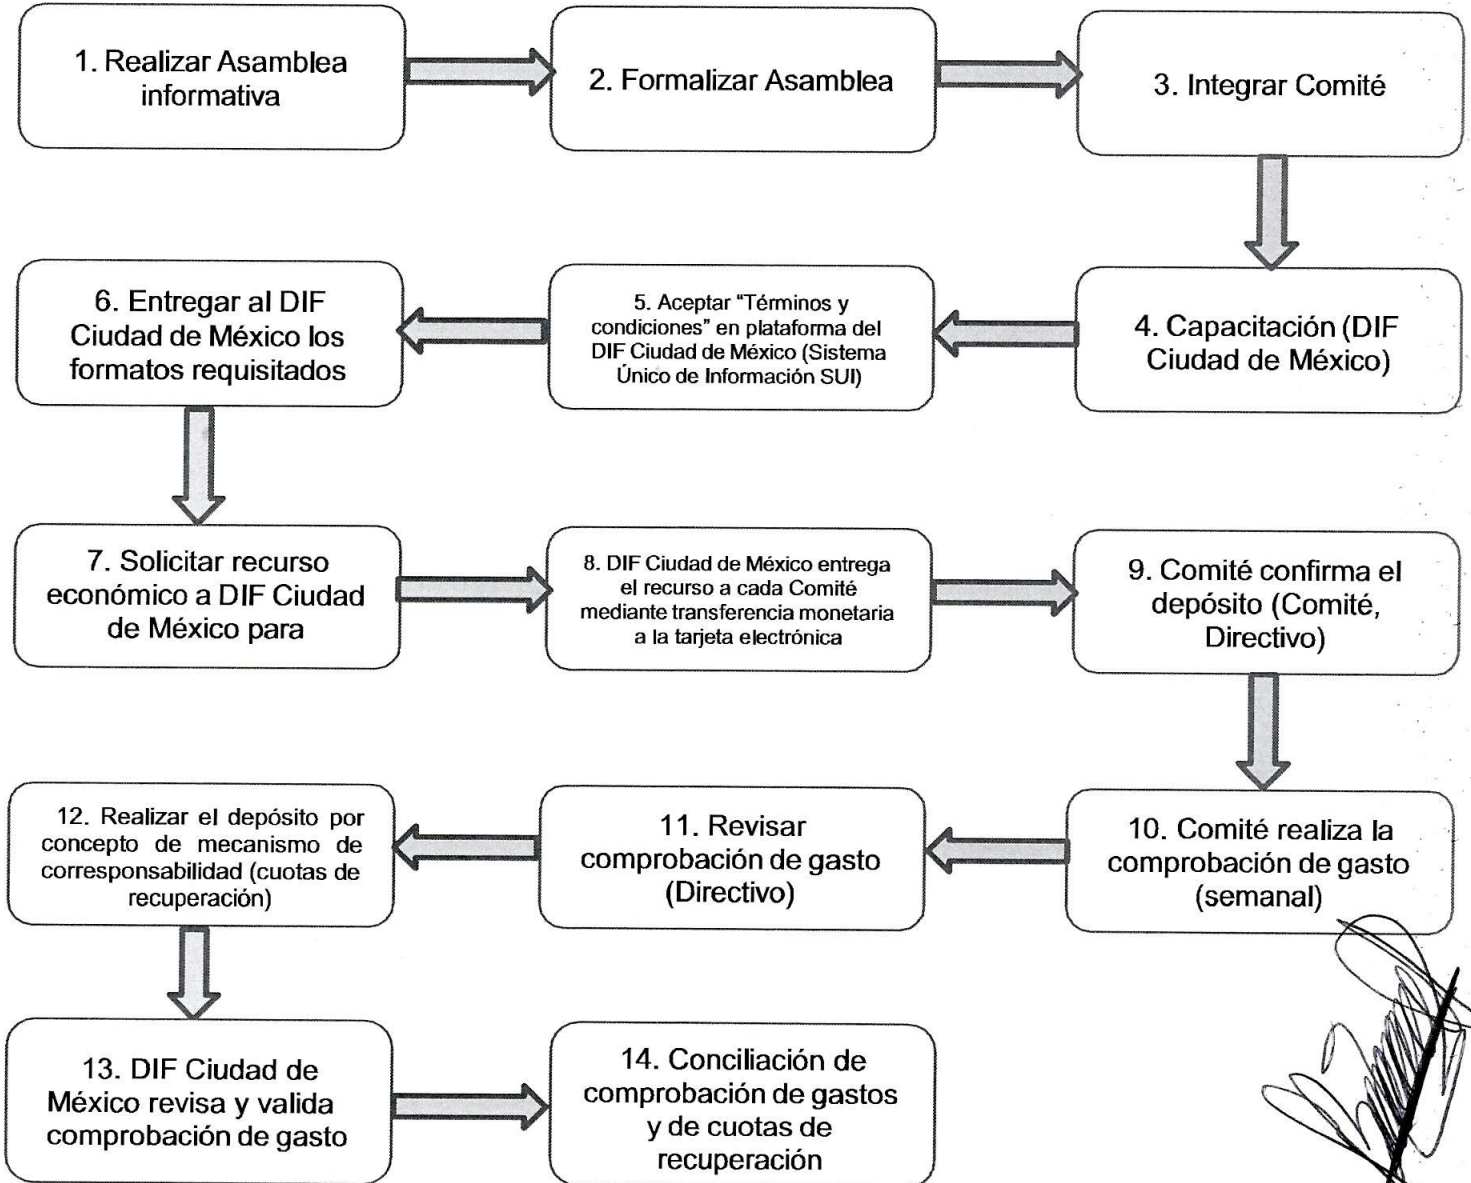 1. Realizar Asamblea
informativa
2. Formalizar Asamblea
3. Integrar Comité
4. Capacitación (DIF
Ciudad de México)
5. Aceptar “Términos y
condiciones” en plataforma del
DIF Ciudad de México (Sistema
Único de Información SUI)
6. Entregar al DIF
Ciudad de México los
formatos requisitados
7. Solicitar recurso
económico a DIF Ciudad
de México para
8. DIF Ciudad de México entrega
el recurso a cada Comité
mediante transferencia monetaria
a la tarjeta electrónica
9. Comité confirma el
depósito (Comité,
Directivo)
10. Comité realiza la
comprobación de gasto
(semanal)
11. Revisar
comprobación de gasto
(Directivo)
12. Realizar el depósito por
concepto de mecanismo de
corresponsabilidad (cuotas de
recuperación)
13. DIF Ciudad de
México revisa y valida
comprobación de gasto
14. Conciliación de
comprobación de gastos
y de cuotas de
recuperación